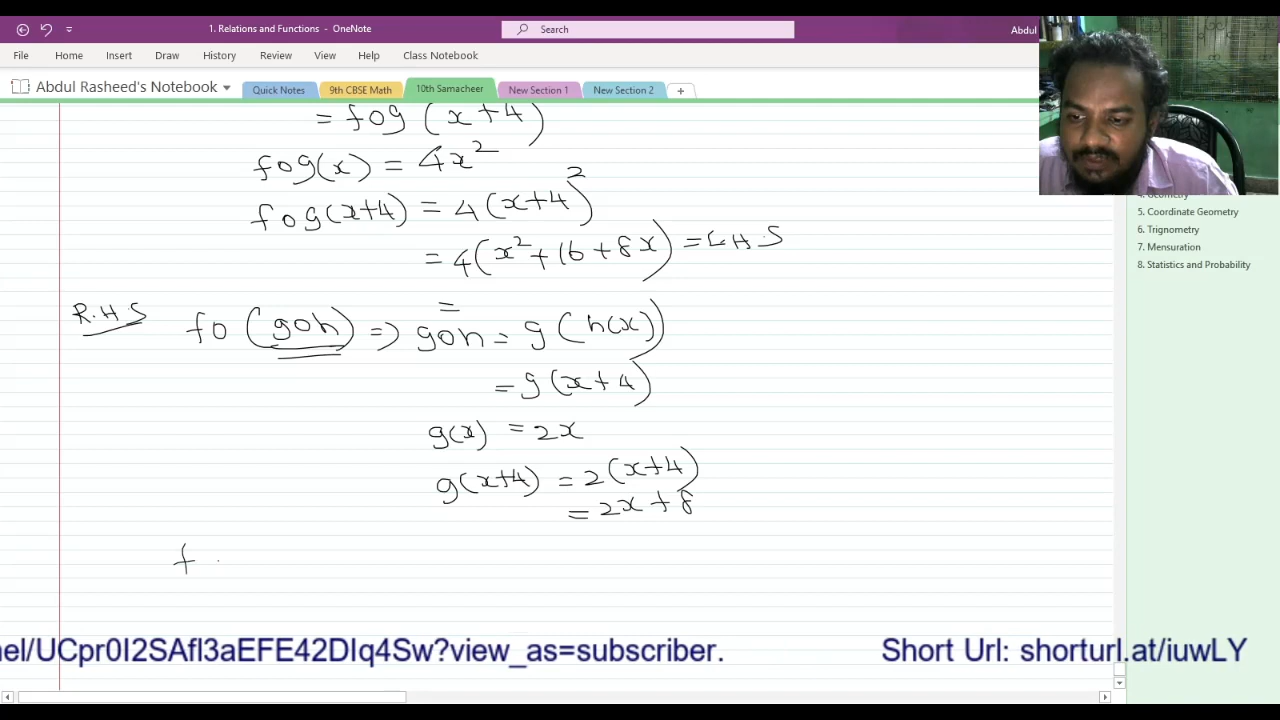 1. Relations and Functions - OneNote
Search
Abdul
File Home Insert Draw History Review View Help Class Notebook
Abdul Rasheed's Notebook
Quick Notes 9th CBSE Math 10th Samacheer New Section 1 New Section 2 +
= fog (x+4)
fog(x) = 4x²
fog(x+4) = 4(x+4)²
= 4(x² + 16 + 8x) = L.H.S
=
R.H.S fo (goh) => goh = g (h(x))
= g(x+4)
g(x) = 2x
g(x+4) = 2(x+4)
= 2x + 8
f .
4. Geometry
5. Coordinate Geometry
6. Trignometry
7. Mensuration
8. Statistics and Probability
nel/UCpr0I2SAfl3aEFE42DIq4Sw?view_as=subscriber. Short Url: shorturl.at/iuwLY